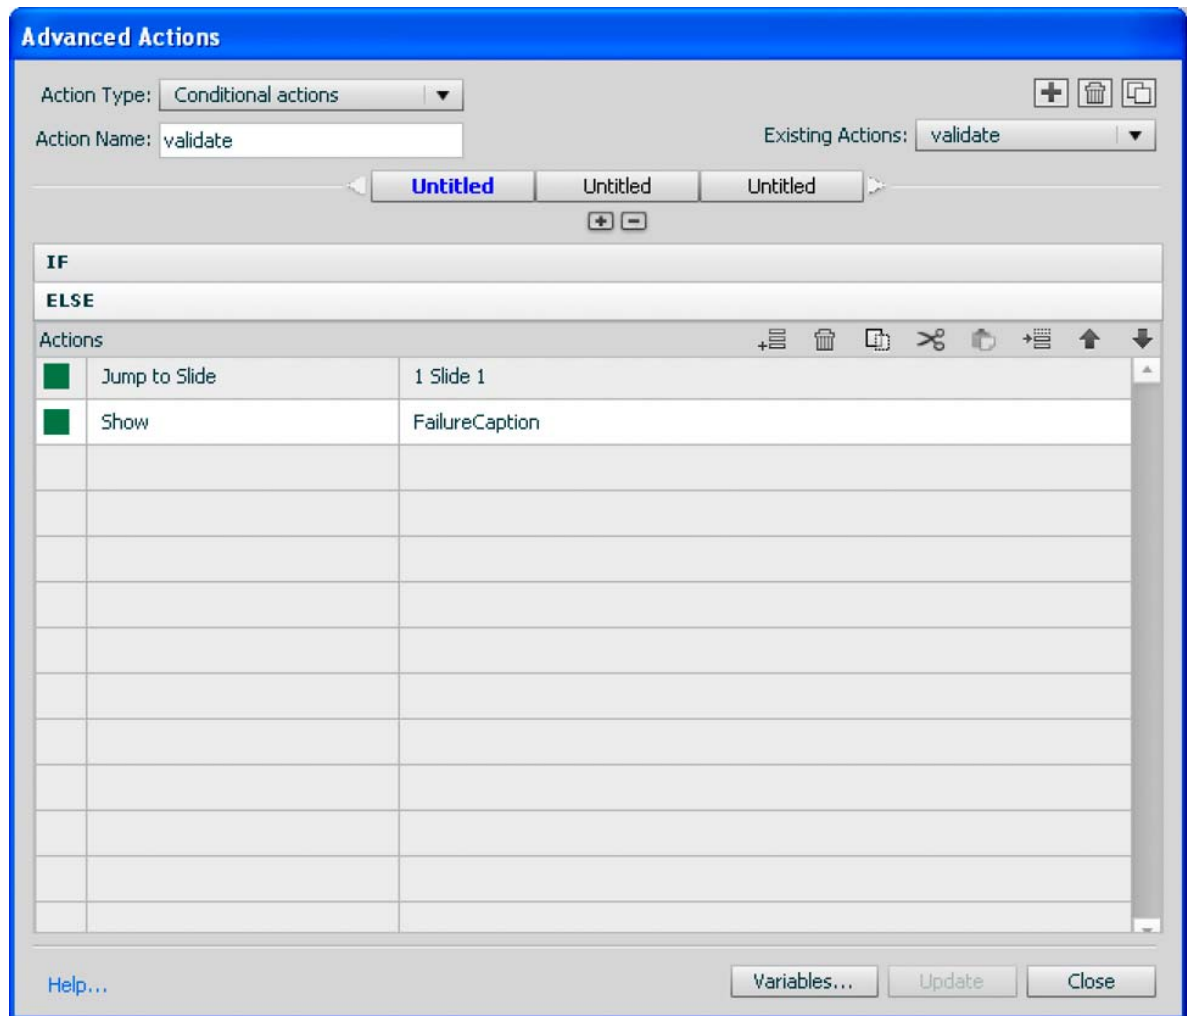 Advanced Actions
Action Type: Conditional actions
Action Name: validate
Existing Actions: validate
Untitled Untitled Untitled
IF
ELSE
Actions
Jump to Slide 1 Slide 1
Show FailureCaption
Help... Variables... Update Close